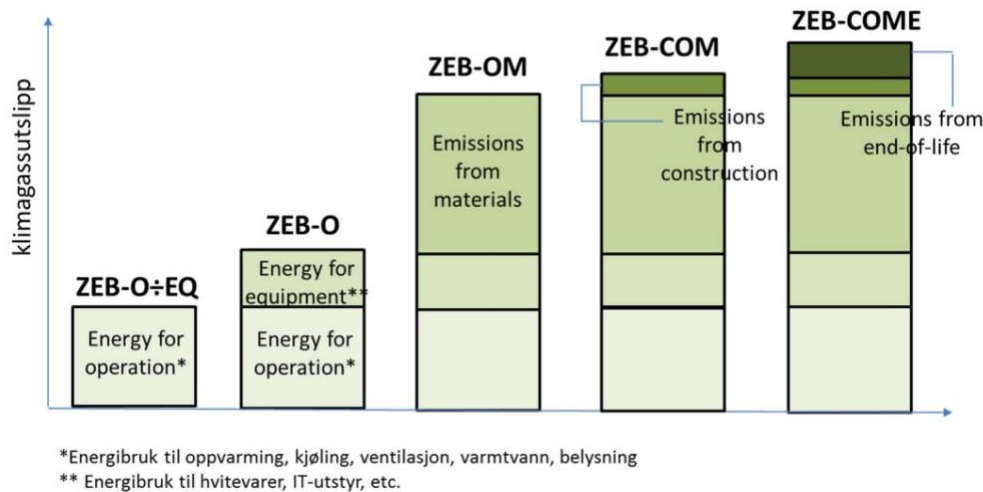 ZEB-COME
ZEB-COM
ZEB-OM
ZEB-O
ZEB-O÷EQ
klimagassutslipp
Energy for
operation*
Energy for
equipment**
Energy for
operation*
Emissions
from
materials
Emissions
from
construction
Emissions from
end-of-life
*Energibruk til oppvarming, kjøling, ventilasjon, varmtvann, belysning
** Energibruk til hvitevarer, IT-utstyr, etc.